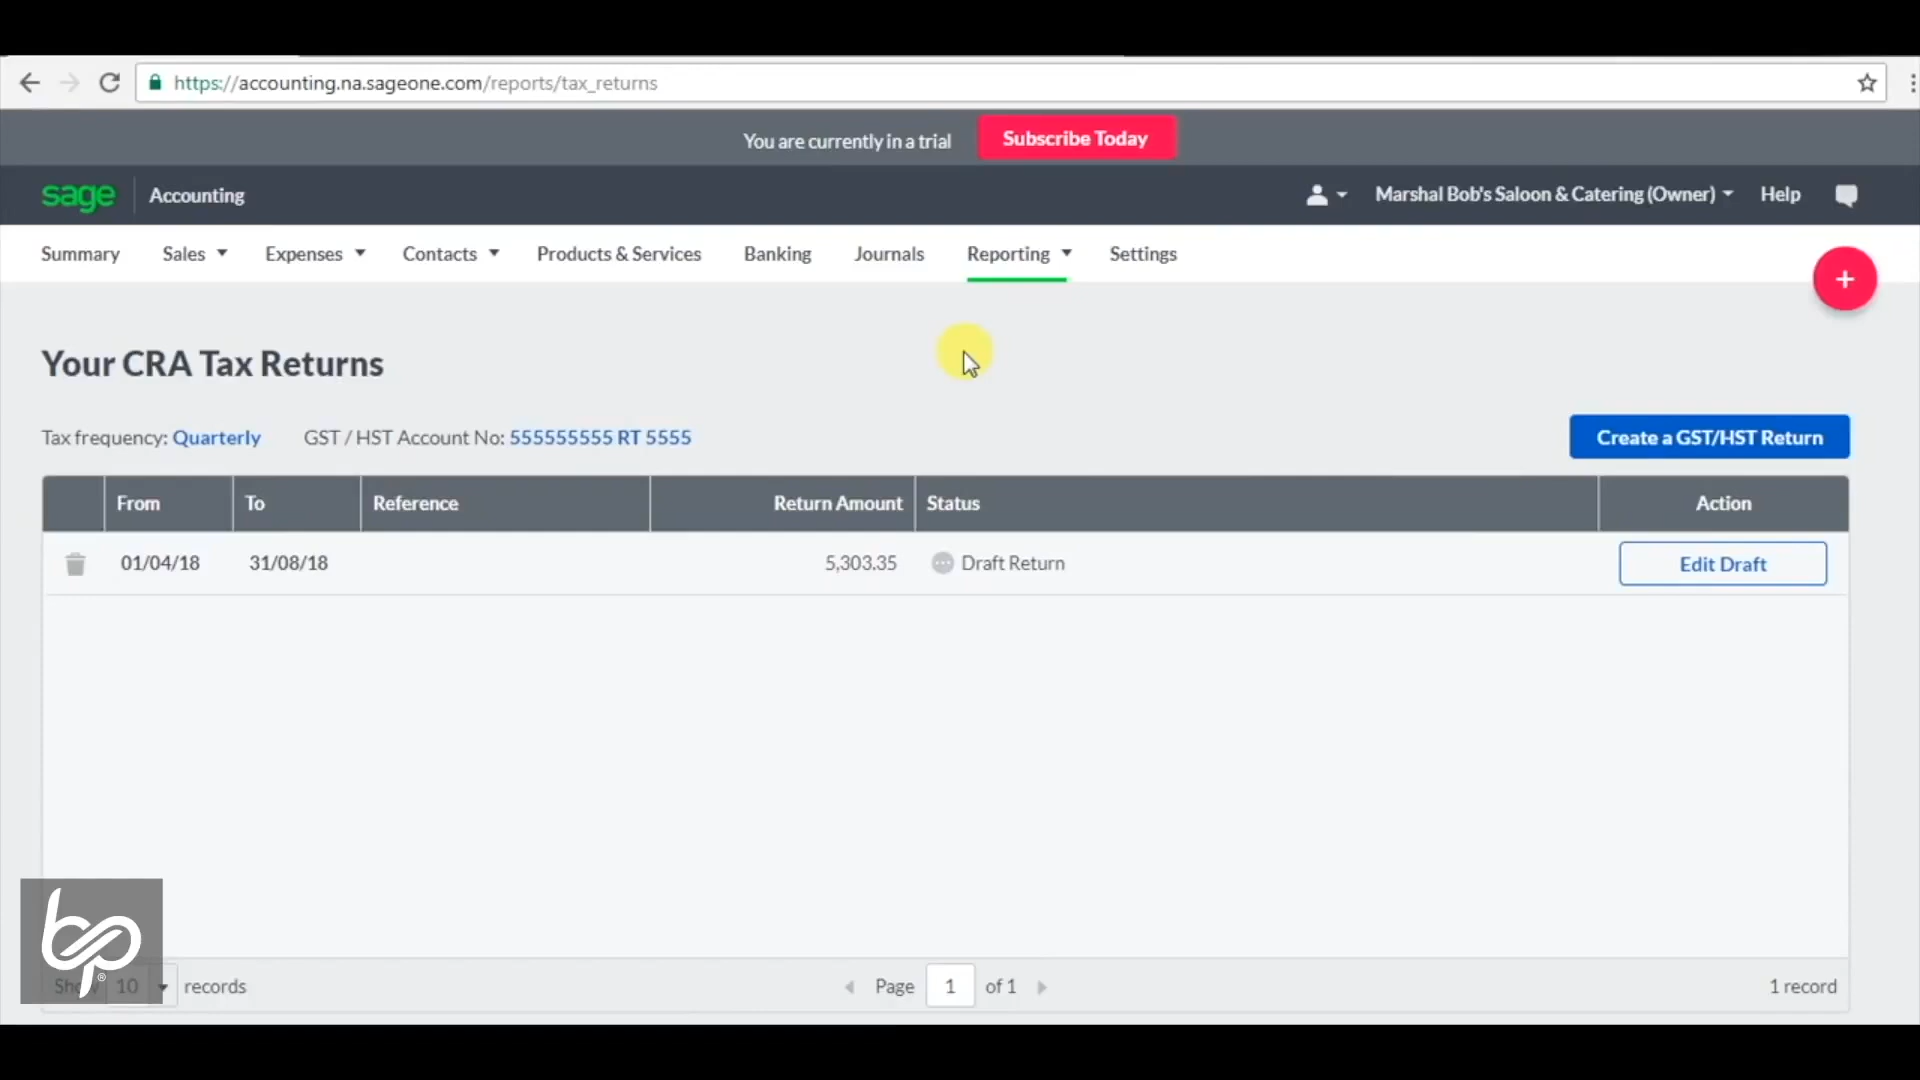 https://accounting.na.sageone.com/reports/tax_returns
You are currently in a trial Subscribe Today
sage Accounting Marshal Bob's Saloon & Catering (Owner) Help
Summary Sales Expenses Contacts Products & Services Banking Journals Reporting Settings
+
Your CRA Tax Returns
Tax frequency: Quarterly GST / HST Account No: 555555555 RT 5555 Create a GST/HST Return
From To Reference Return Amount Status Action
01/04/18 31/08/18 5,303.35 Draft Return Edit Draft
bp®
Show 10 records Page 1 of 1 1 record